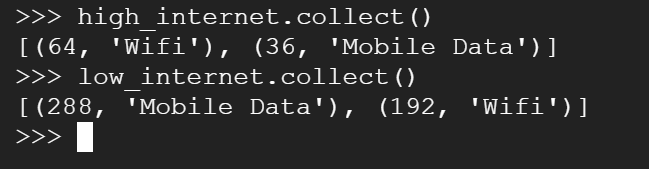 >>> high_internet.collect()
[(64, 'Wifi'), (36, 'Mobile Data')]
>>> low_internet.collect()
[(288, 'Mobile Data'), (192, 'Wifi')]
>>>